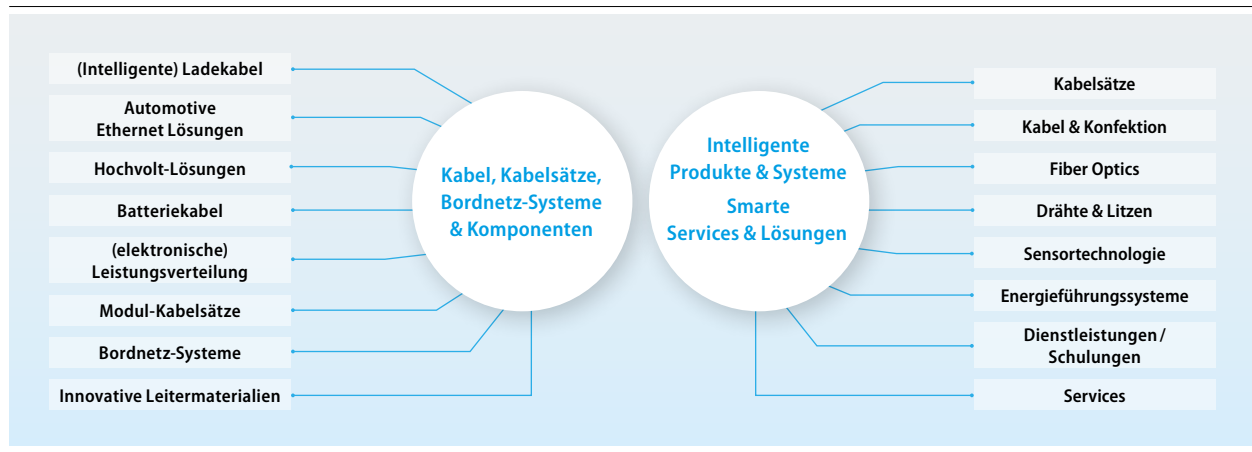 (Intelligente) Ladekabel
Automotive
Ethernet Lösungen
Hochvolt-Lösungen
Batteriekabel
(elektronische)
Leistungsverteilung
Modul-Kabelsätze
Bordnetz-Systeme
Innovative Leitermaterialien
Kabel, Kabelsätze,
Bordnetz-Systeme
& Komponenten
Intelligente
Produkte & Systeme
Smarte
Services & Lösungen
Kabelsätze
Kabel & Konfektion
Fiber Optics
Drähte & Litzen
Sensortechnologie
Energieführungssysteme
Dienstleistungen /
Schulungen
Services